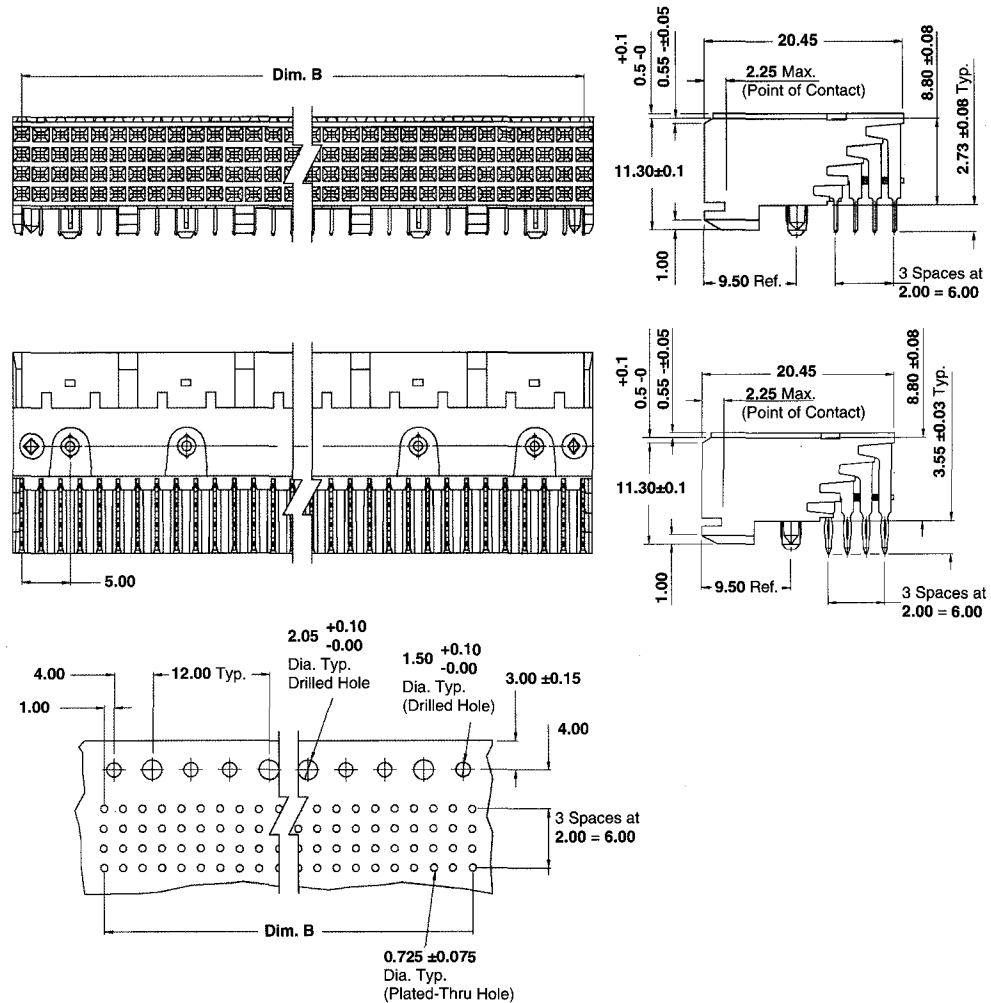 Dim. B
+0.1
0.5 -0
0.55 -±0.05
20.45
2.25 Max.
(Point of Contact)
8.80 ±0.08
2.73 ±0.08 Typ.
11.30±0.1
1.00
9.50 Ref.
3 Spaces at
2.00 = 6.00
5.00
+0.1
0.5 -0
0.55 -±0.05
20.45
2.25 Max.
(Point of Contact)
8.80 ±0.08
3.55 ±0.03 Typ.
11.30±0.1
1.00
9.50 Ref.
3 Spaces at
2.00 = 6.00
4.00
1.00
12.00 Typ.
2.05 +0.10
-0.00
Dia. Typ.
Drilled Hole
1.50 +0.10
-0.00
Dia. Typ.
(Drilled Hole)
3.00 ±0.15
4.00
3 Spaces at
2.00 = 6.00
Dim. B
0.725 ±0.075
Dia. Typ.
(Plated-Thru Hole)